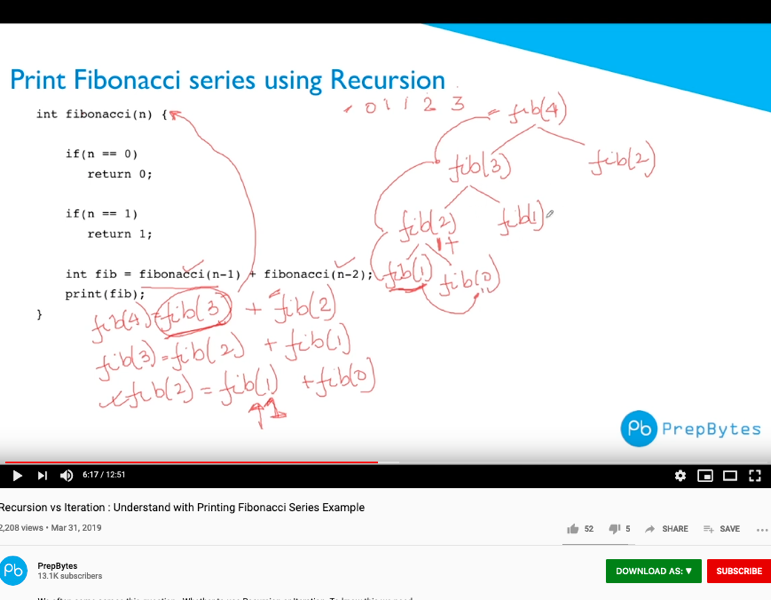 Print Fibonacci series using Recursion
int fibonacci(n) {
if(n == 0)
return 0;
if(n == 1)
return 1;
int fib = fibonacci(n-1) + fibonacci(n-2);
print(fib);
}
0 1 1 2 3
fib(4)
fib(3) fib(2)
fib(2) fib(1)
1 +
fib(1) fib(0)
fib(4)=fib(3) + fib(2)
fib(3)=fib(2) + fib(1)
fib(2) = fib(1) + fib(0)
Pb PrepBytes
6:17 / 12:51
Recursion vs Iteration : Understand with Printing Fibonacci Series Example
2,208 views • Mar 31, 2019
52 5 SHARE SAVE ...
Pb PrepBytes
13.1K subscribers
DOWNLOAD AS: ▼ SUBSCRIBE